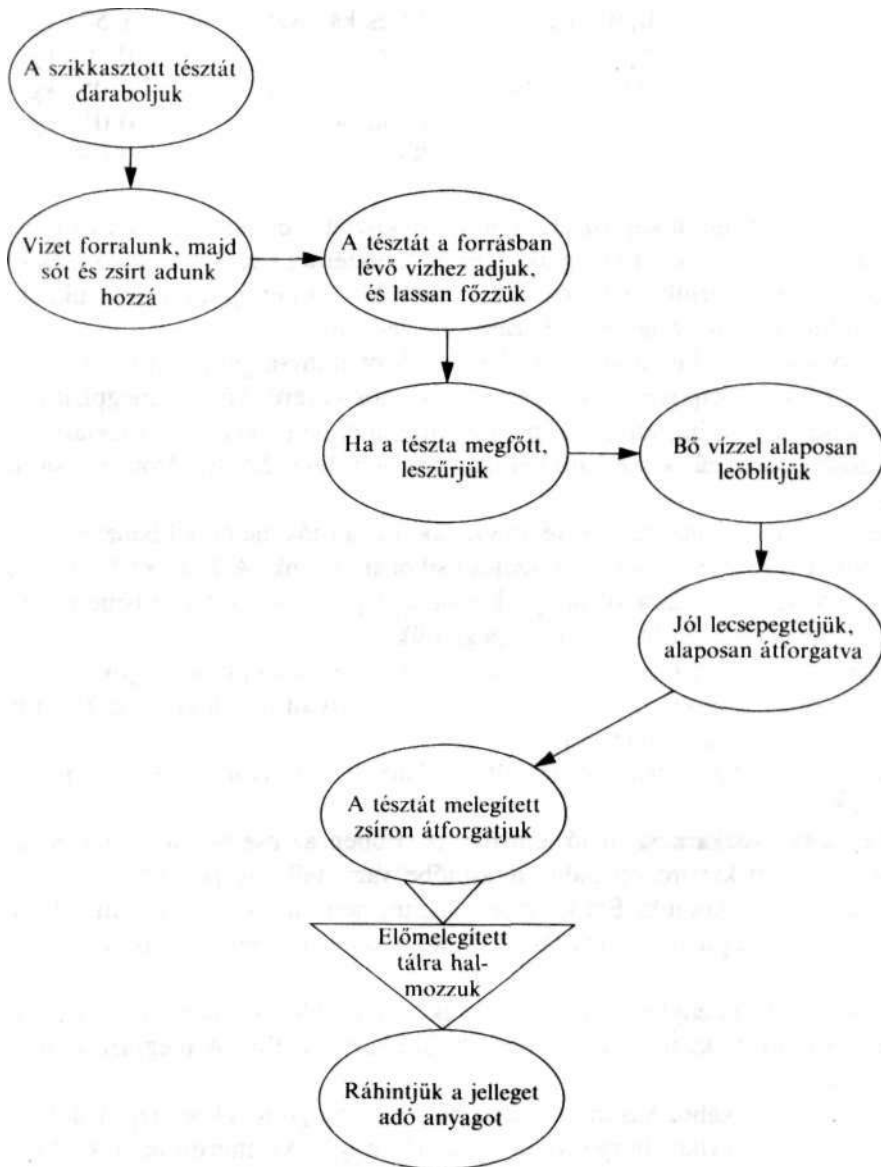 A szikkasztott tésztát
daraboljuk
Vizet forralunk, majd
sót és zsírt adunk
hozzá
A tésztát a forrásban
lévő vízhez adjuk,
és lassan főzzük
Ha a tészta megfőtt,
leszűrjük
Bő vízzel alaposan
leöblítjük
Jól lecsepegtetjük,
alaposan átforgatva
A tésztát melegített
zsíron átforgatjuk
Előmelegített
tálra hal-
mozzuk
Ráhintjük a jelleget
adó anyagot